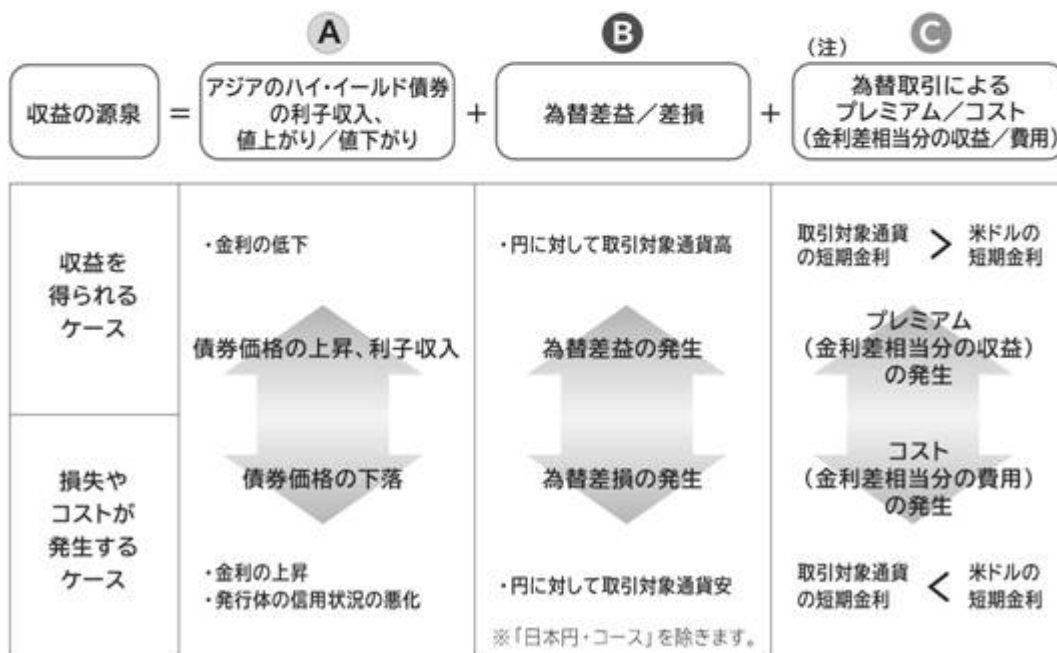 A
B
(注)
C
収益の源泉
=
アジアのハイ・イールド債券
の利子収入、
値上がり/値下がり
+
為替差益/差損
+
為替取引による
プレミアム/コスト
(金利差相当分の収益/費用)
収益を
得られる
ケース
・金利の低下
債券価格の上昇、利子収入
・円に対して取引対象通貨高
為替差益の発生
取引対象通貨
の短期金利
>
米ドルの
短期金利
プレミアム
(金利差相当分の収益)
の発生
損失や
コストが
発生する
ケース
債券価格の下落
・金利の上昇
・発行体の信用状況の悪化
為替差損の発生
・円に対して取引対象通貨安
※「日本円・コース」を除きます。
コスト
(金利差相当分の費用)
の発生
取引対象通貨
の短期金利
<
米ドルの
短期金利